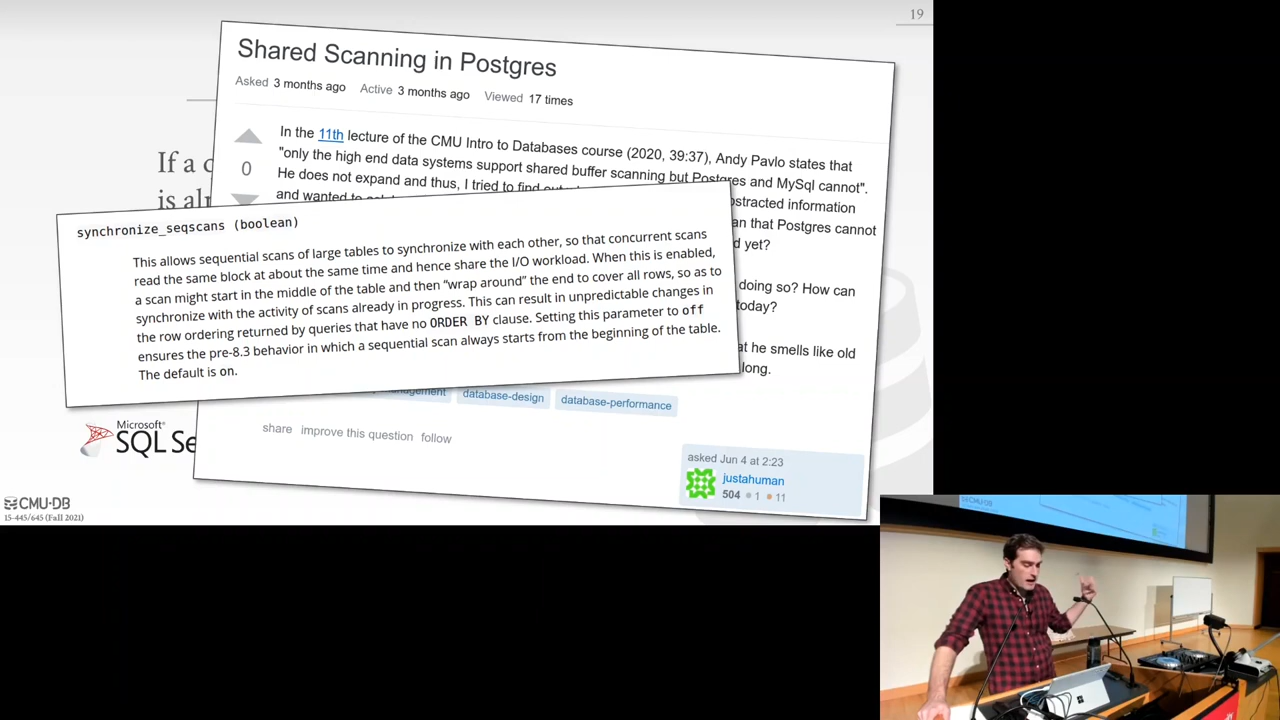 19
Shared Scanning in Postgres
Asked 3 months ago Active 3 months ago Viewed 17 times
In the 11th lecture of the CMU Intro to Databases course (2020, 39:37), Andy Pavlo states that
0
"only the high end data systems support shared buffer scanning but Postgres and MySql cannot".
He does not expand and thus, I tried to find
and wanted to
bstracted information
an that Postgres cannot
d yet?
doing so? How can
today?
at he smells like old
long.
If a c
is alr
synchronize_seqscans (boolean)
This allows sequential scans of large tables to synchronize with each other, so that concurrent scans
read the same block at about the same time and hence share the I/O workload. When this is enabled,
a scan might start in the middle of the table and then “wrap around” the end to cover all rows, so as to
synchronize with the activity of scans already in progress. This can result in unpredictable changes in
the row ordering returned by queries that have no ORDER BY clause. Setting this parameter to off
ensures the pre-8.3 behavior in which a sequential scan always starts from the beginning of the table.
The default is on.
database-design database-performance
share improve this question follow
Microsoft®
SQL Se
asked Jun 4 at 2:23
justahuman
504 1 11
CMU·DB
15-445/645 (Fall 2021)